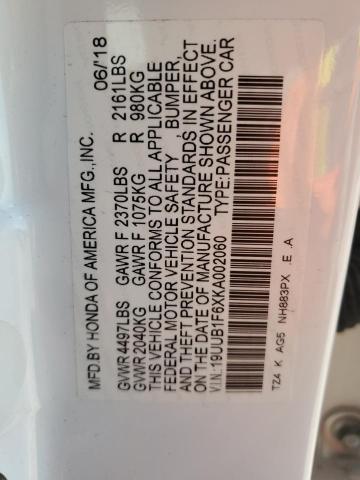 MFD.BY HONDA OF AMERICA MFG.,INC. 06/'18
GVWR 4497LBS GAWR F 2370LBS R 2161LBS
GVWR 2040KG GAWR F 1075KG R 980KG
THIS VEHICLE CONFORMS TO ALL APPLICABLE
FEDERAL MOTOR VEHICLE SAFETY , BUMPER,
AND THEFT PREVENTION STANDARDS IN EFFECT
ON THE DATE OF MANUFACTURE SHOWN ABOVE.
V.I.N.:19UUB1F6XKA002060 TYPE:PASSENGER CAR
TZ4 K AG5 NH883PX .E .A